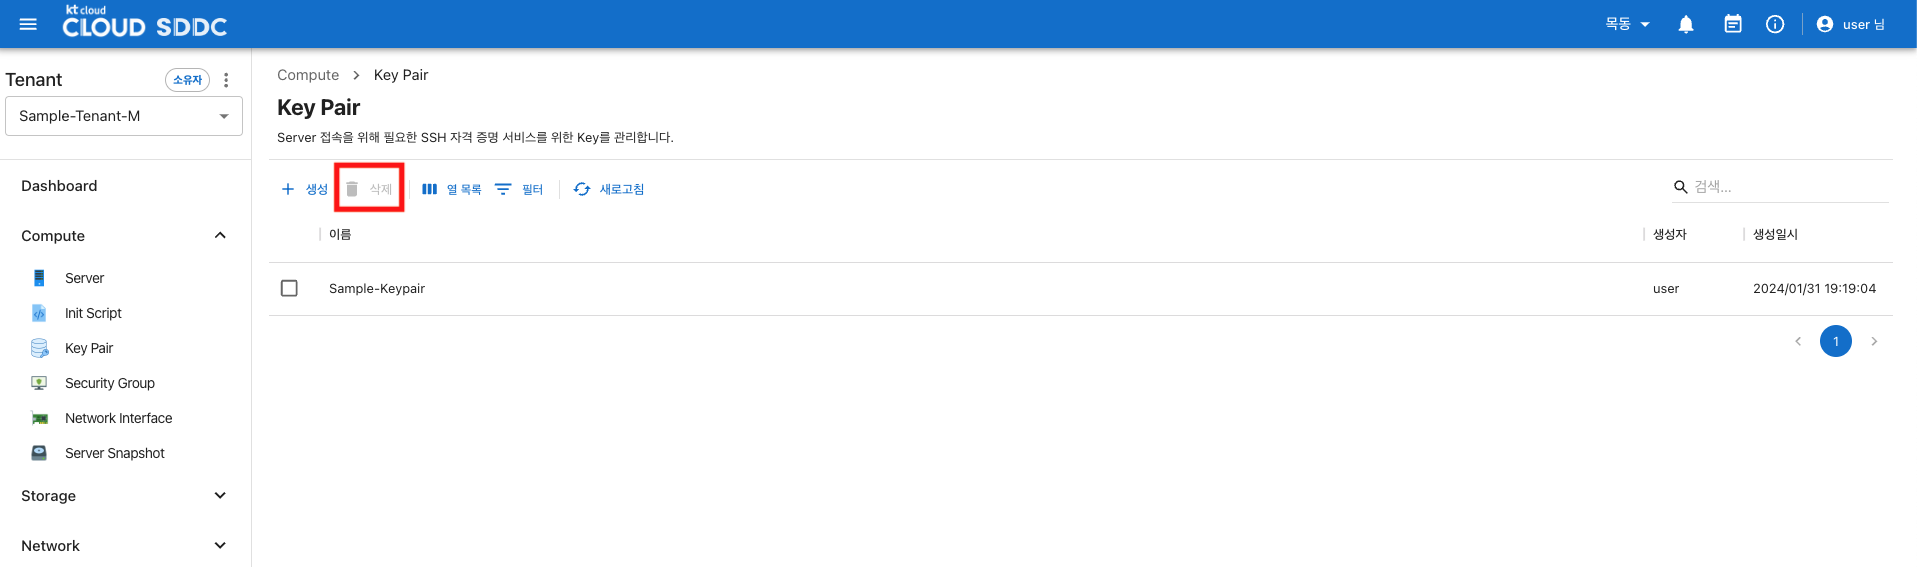 kt cloud
CLOUD SDDC
목동
user 님
Tenant
소유자
Sample-Tenant-M
Dashboard
Compute
Server
Init Script
Key Pair
Security Group
Network Interface
Server Snapshot
Storage
Network
Compute > Key Pair
Key Pair
Server 접속을 위해 필요한 SSH 자격 증명 서비스를 위한 Key를 관리합니다.
생성 삭제 열 목록 필터 새로고침 검색...
이름 생성자 생성일시
Sample-Keypair user 2024/01/31 19:19:04
1